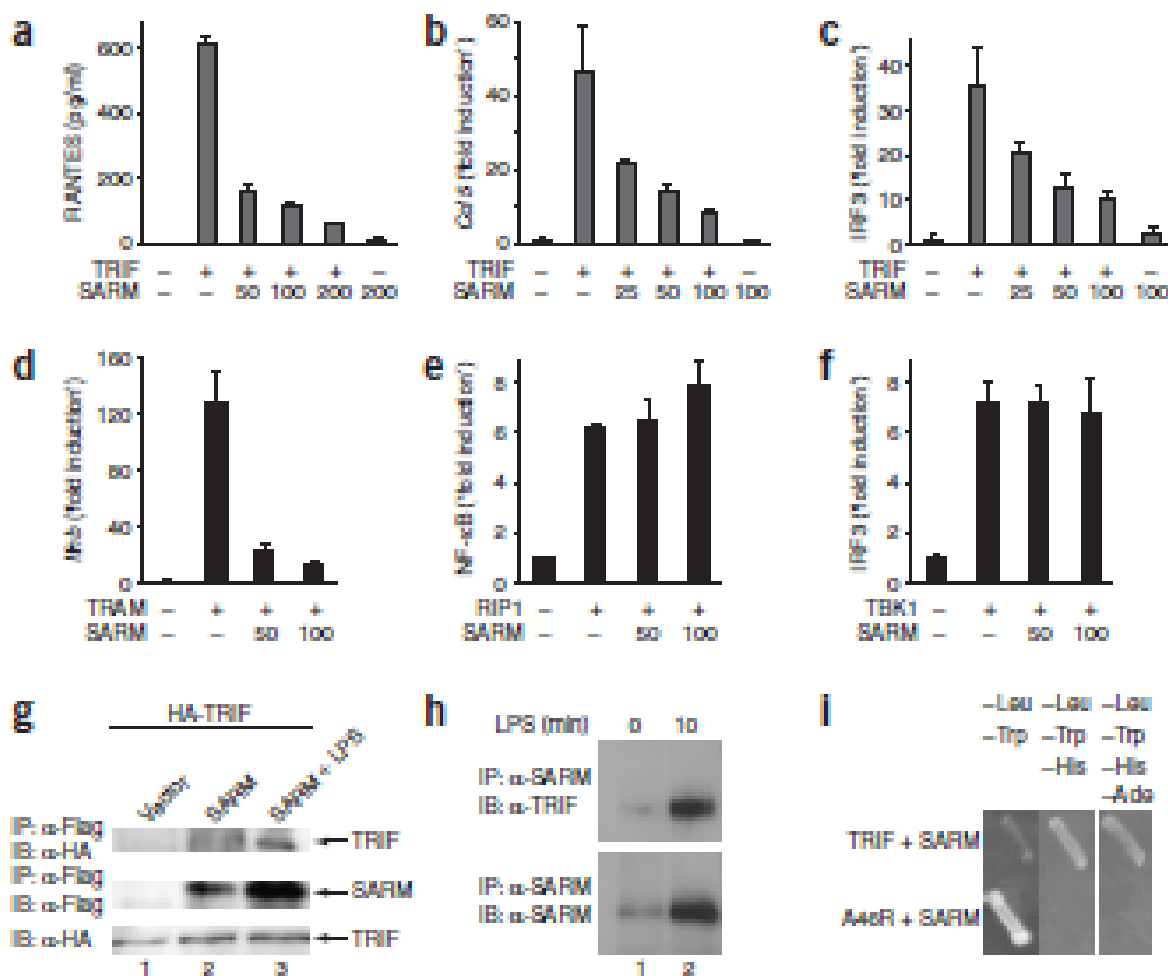 a
RANTES (pg/ml)
600
400
200
0
TRIF – + + + + –
SARM – – 50 100 200 200
b
(fold induction)
60
40
20
0
TRIF – + + + + –
SARM – – 25 50 100 100
c
IRF3 (fold induction)
40
30
20
10
0
TRIF – + + + + –
SARM – – 25 50 100 100
d
(fold induction)
160
120
80
40
0
TRAM – + + +
SARM – – 50 100
e
NF-κB (fold induction)
8
6
4
2
0
RIP1 – + + +
SARM – – 50 100
f
IRF3 (fold induction)
8
6
4
2
0
TBK1 – + + +
SARM – – 50 100
g
HA-TRIF
Vector SARM SARM + LPS
IP: α-Flag
IB: α-HA
TRIF
IP: α-Flag
IB: α-Flag
SARM
IB: α-HA
TRIF
1 2 3
h
LPS (min) 0 10
IP: α-SARM
IB: α-TRIF
IP: α-SARM
IB: α-SARM
1 2
i
–Leu –Leu –Leu
–Trp –Trp –Trp
–His –His
–Ade
TRIF + SARM
A46R + SARM